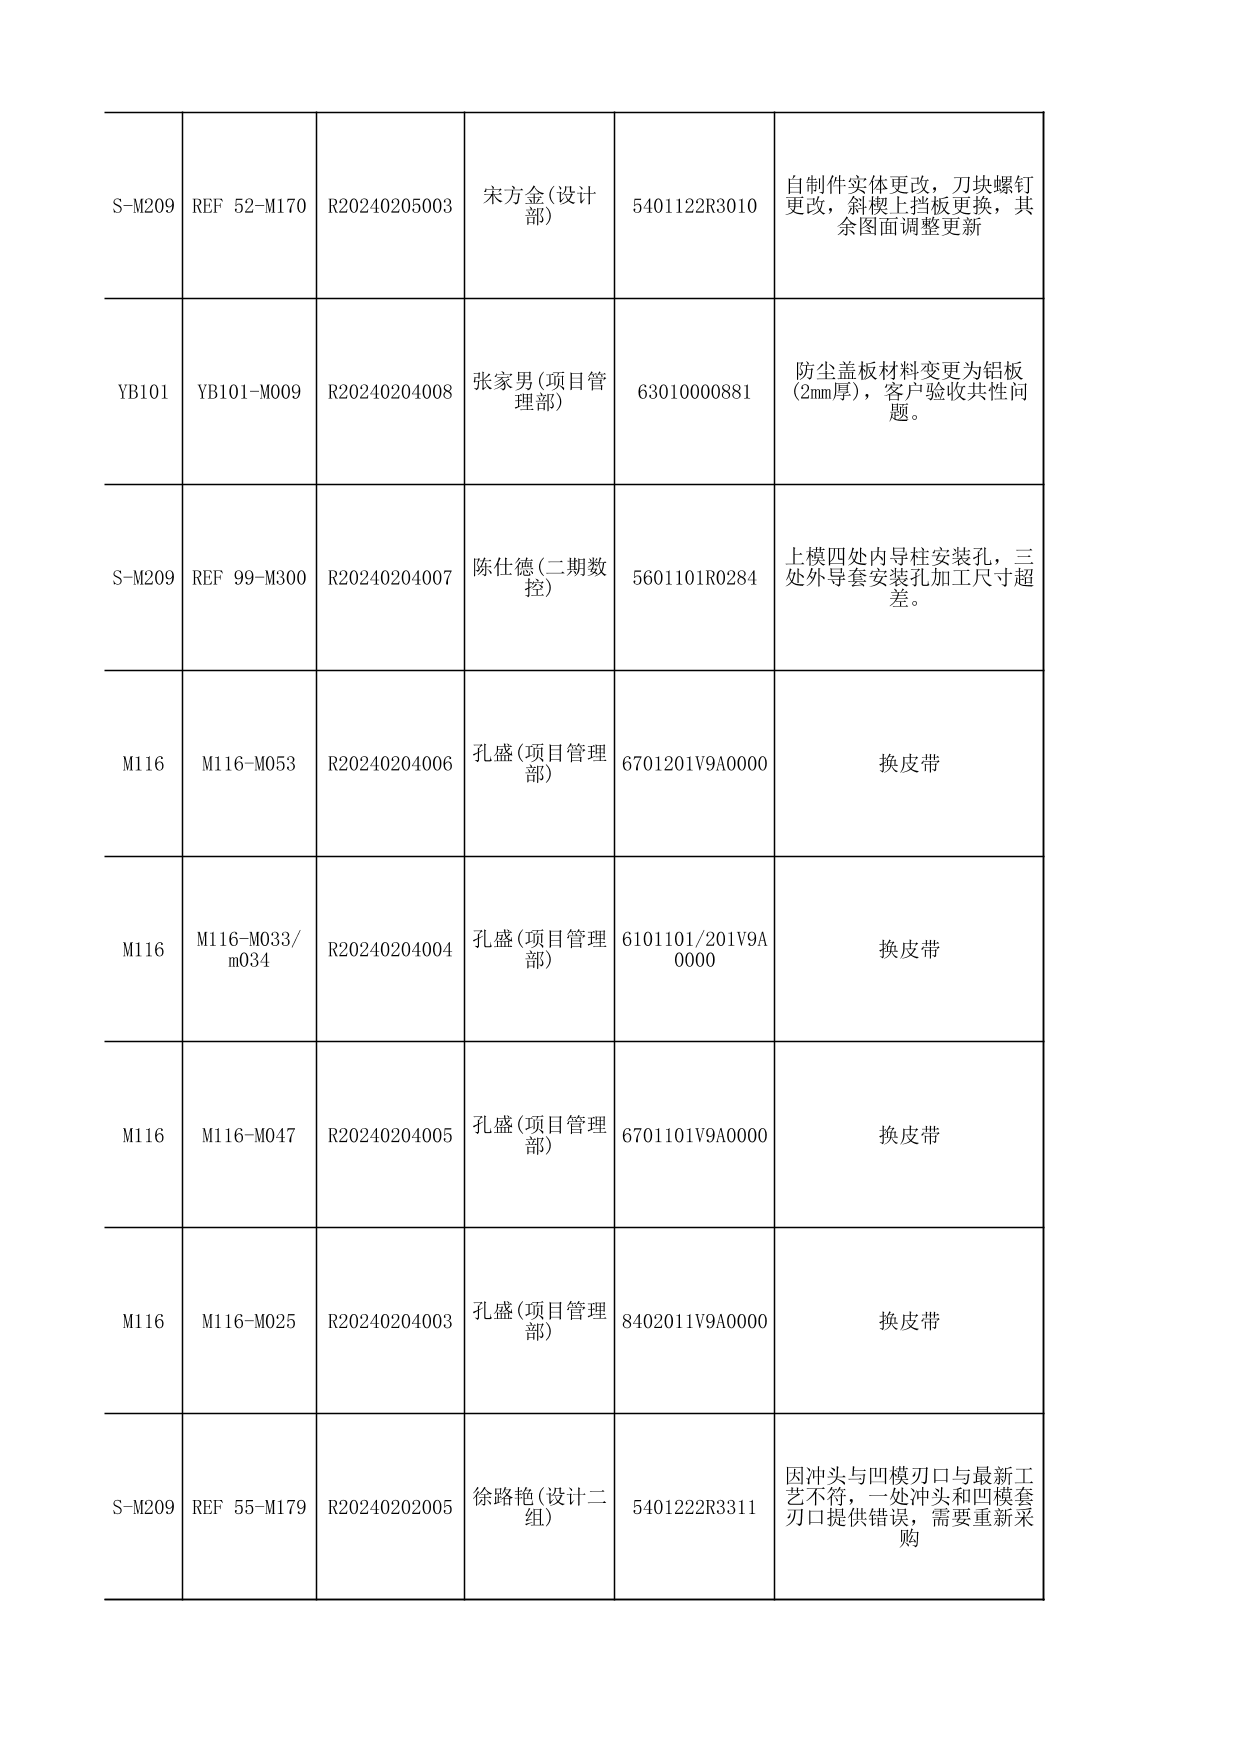 S-M209
REF 52-M170
R20240205003
宋方金(设计
部)
5401122R3010
自制件实体更改，刀块螺钉
更改，斜楔上挡板更换，其
余图面调整更新
YB101
YB101-M009
R20240204008
张家男(项目管
理部)
63010000881
防尘盖板材料变更为铝板
(2mm厚)，客户验收共性问
题。
S-M209
REF 99-M300
R20240204007
陈仕德(二期数
控)
5601101R0284
上模四处内导柱安装孔，三
处外导套安装孔加工尺寸超
差。
M116
M116-M053
R20240204006
孔盛(项目管理
部)
6701201V9A0000
换皮带
M116
M116-M033/
m034
R20240204004
孔盛(项目管理
部)
6101101/201V9A
0000
换皮带
M116
M116-M047
R20240204005
孔盛(项目管理
部)
6701101V9A0000
换皮带
M116
M116-M025
R20240204003
孔盛(项目管理
部)
8402011V9A0000
换皮带
S-M209
REF 55-M179
R20240202005
徐路艳(设计二
组)
5401222R3311
因冲头与凹模刃口与最新工
艺不符，一处冲头和凹模套
刃口提供错误，需要重新采
购